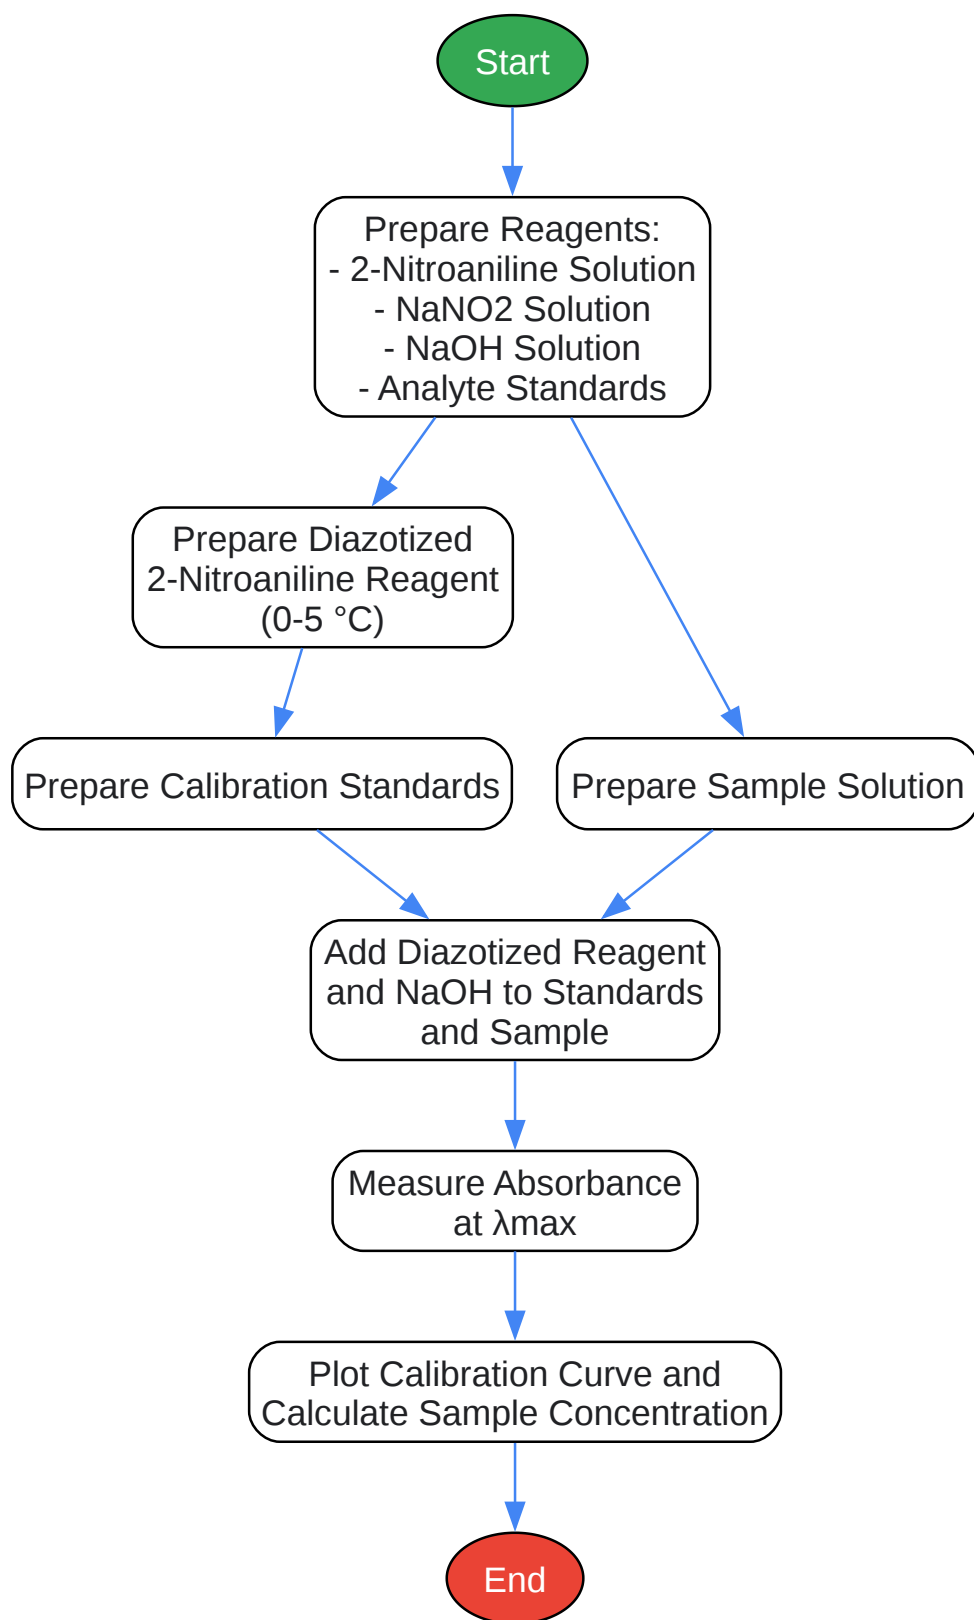 Start
Prepare Reagents:
- 2-Nitroaniline Solution
- NaNO2 Solution
- NaOH Solution
- Analyte Standards
Prepare Diazotized
2-Nitroaniline Reagent
(0-5 °C)
Prepare Calibration Standards
Prepare Sample Solution
Add Diazotized Reagent
and NaOH to Standards
and Sample
Measure Absorbance
at λmax
Plot Calibration Curve and
Calculate Sample Concentration
End